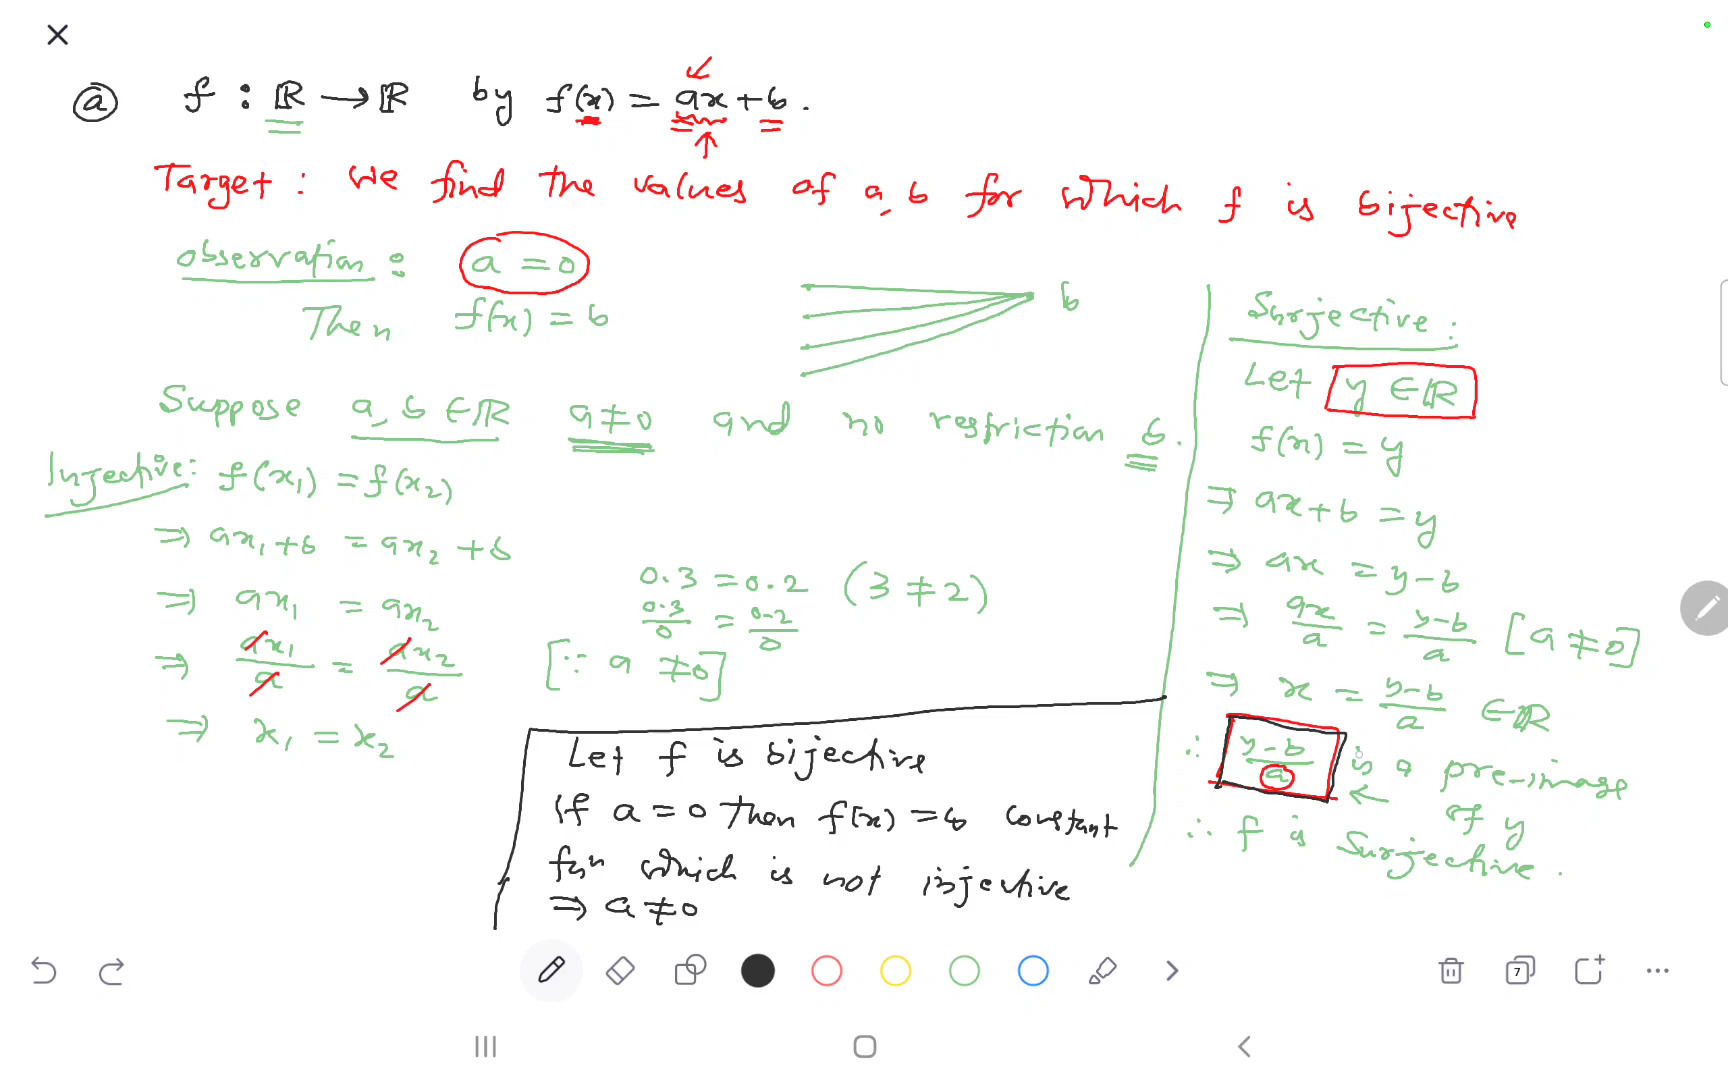 ⓐ f : ℝ → ℝ by f(x) = ax + b .
Target : We find the values of a, b for which f is bijective
observation : a = 0
Then f(x) = b
b
Suppose a, b ∈ ℝ a ≠ 0 and no restriction b.
Injective: f(x₁) = f(x₂)
⇒ ax₁ + b = ax₂ + b
⇒ ax₁ = ax₂
⇒ ax₁/a = ax₂/a [∵ a ≠ 0]
⇒ x₁ = x₂
0.3 = 0.2 (3 ≠ 2)
0.3/0 = 0.2/0
Let f is bijective
If a = 0 Then f(x) = b constant
fun which is not injective
⇒ a ≠ 0
Surjective :
Let y ∈ ℝ
f(x) = y
⇒ ax + b = y
⇒ ax = y – b
⇒ ax/a = y–b/a [a ≠ 0]
⇒ x = y–b/a ∈ ℝ
∴ y–b/a is a pre-image
← of y
∴ f is Surjective .
7